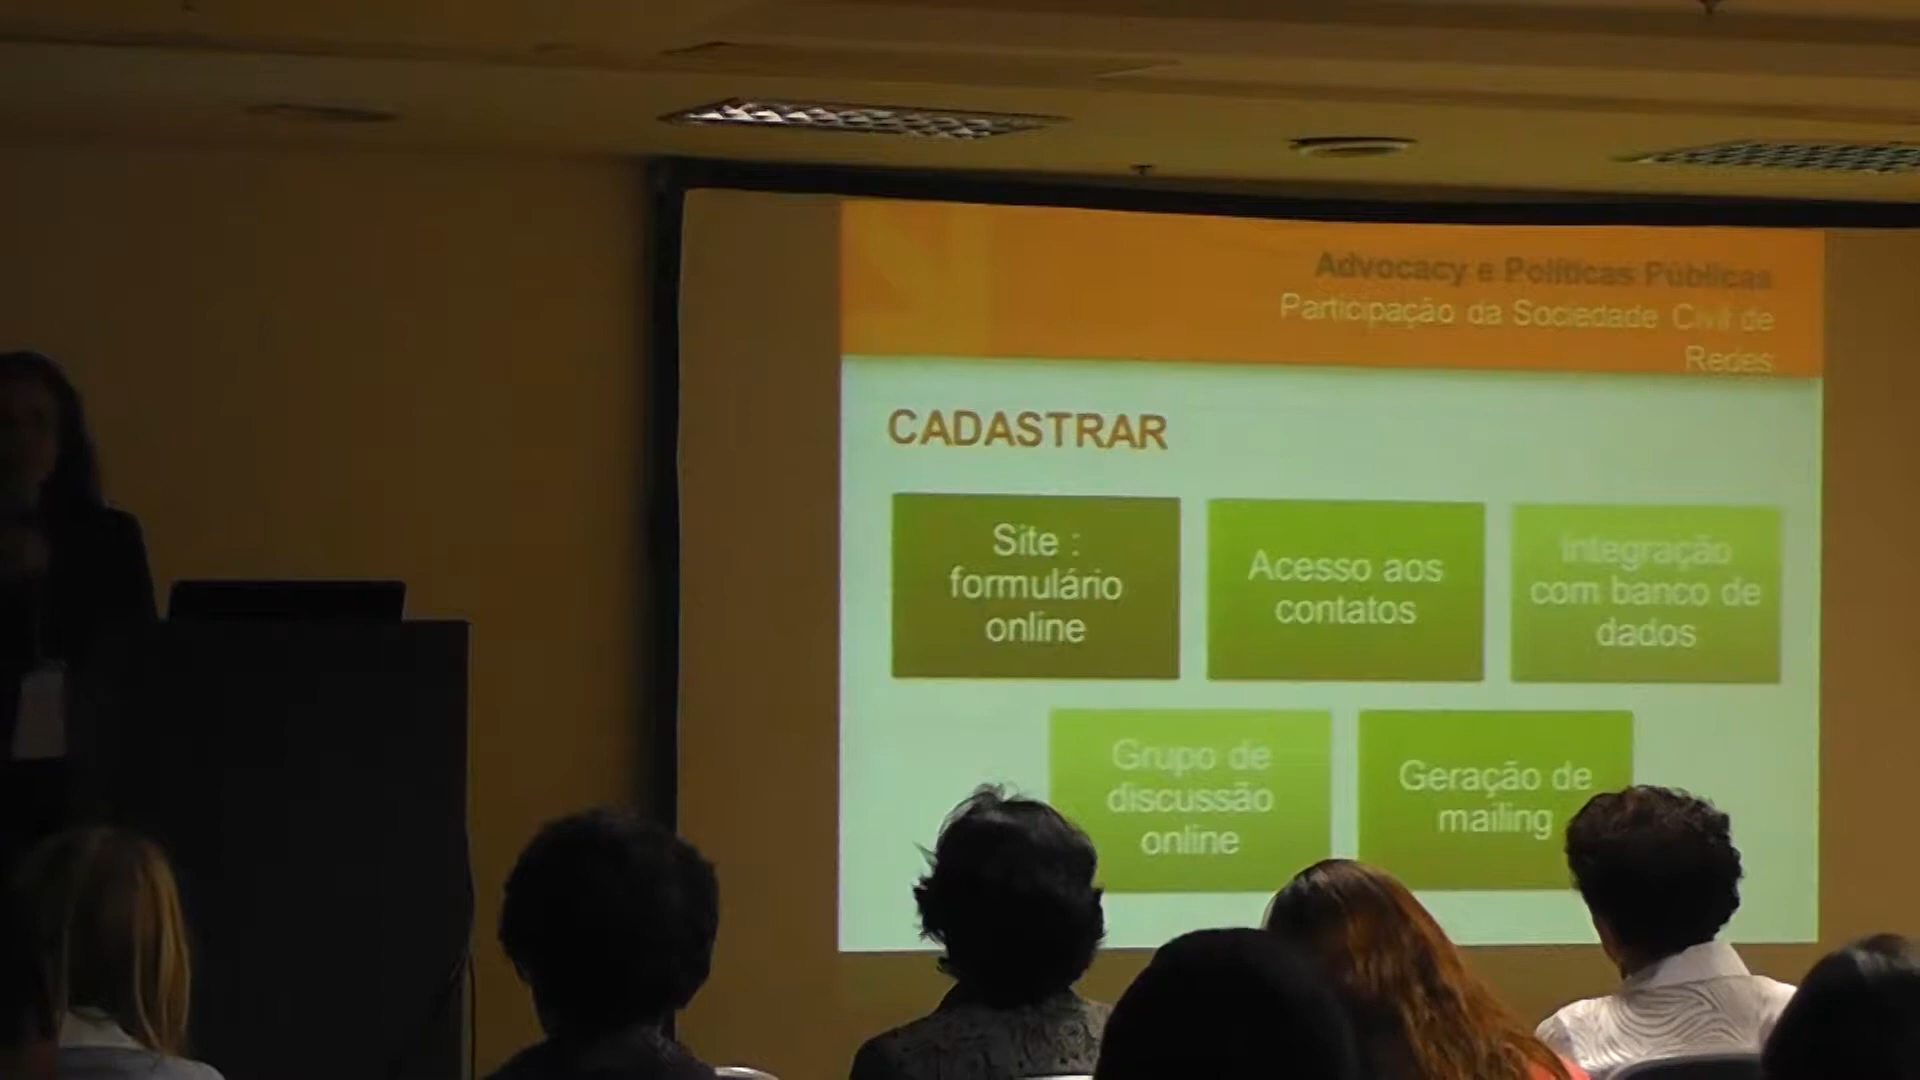 Advocacy e Políticas Públicas
Participação da Sociedade Civil de
Redes
CADASTRAR
Site :
formulário
online
Acesso aos
contatos
Integração
com banco de
dados
Grupo de
discussão
online
Geração de
mailing